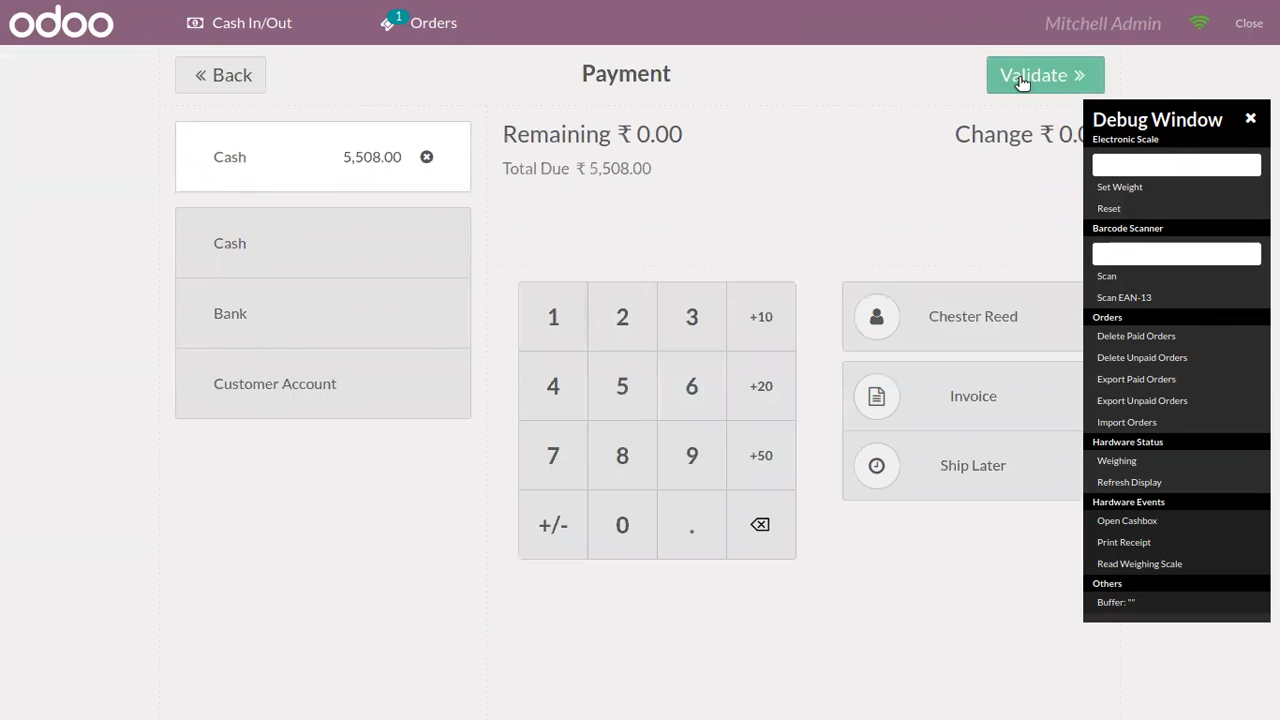 odoo Cash In/Out 1 Orders Mitchell Admin Close
Back Payment Validate
Cash 5,508.00
Remaining ₹ 0.00 Change ₹ 0.0
Total Due ₹ 5,508.00
Cash
Bank
Customer Account
1 2 3 +10
4 5 6 +20
7 8 9 +50
+/- 0 .
Chester Reed
Invoice
Ship Later
Debug Window
Electronic Scale
Set Weight
Reset
Barcode Scanner
Scan
Scan EAN-13
Orders
Delete Paid Orders
Delete Unpaid Orders
Export Paid Orders
Export Unpaid Orders
Import Orders
Hardware Status
Weighing
Refresh Display
Hardware Events
Open Cashbox
Print Receipt
Read Weighing Scale
Others
Buffer: ""